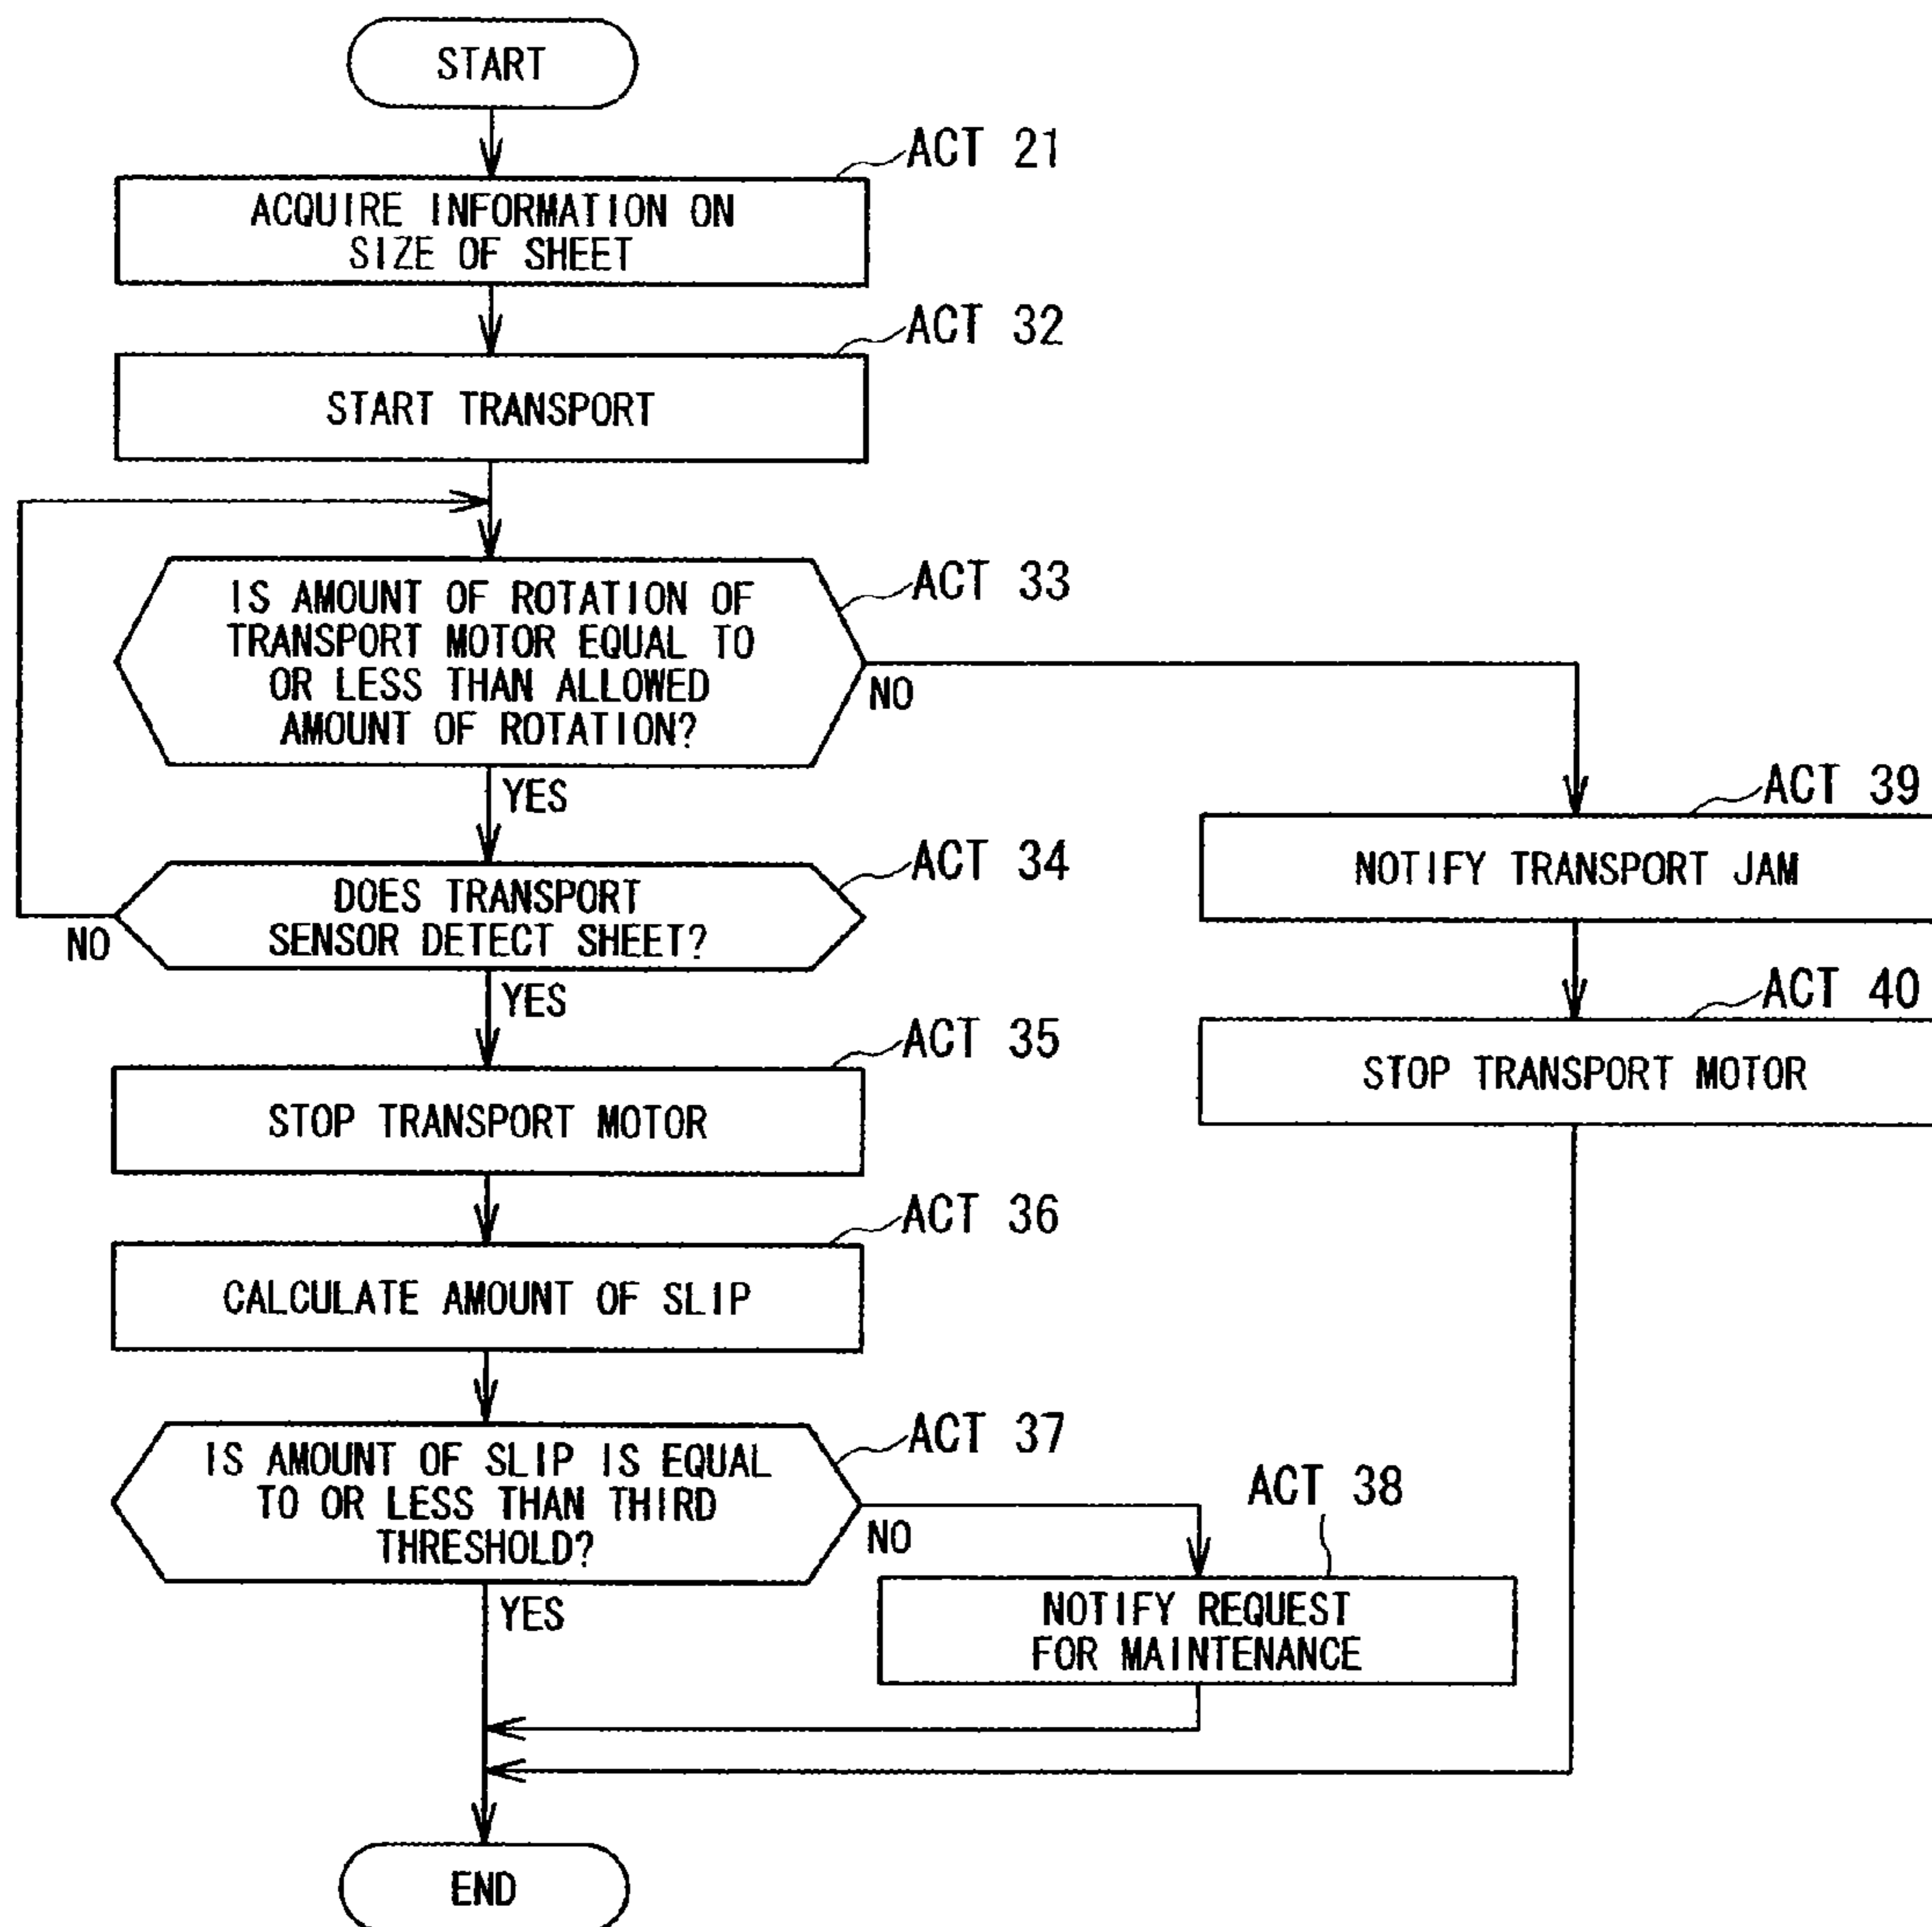 START
ACT 21
ACQUIRE INFORMATION ON
SIZE OF SHEET
ACT 32
START TRANSPORT
ACT 33
IS AMOUNT OF ROTATION OF
TRANSPORT MOTOR EQUAL TO
OR LESS THAN ALLOWED
AMOUNT OF ROTATION?
NO
YES
ACT 34
DOES TRANSPORT
SENSOR DETECT SHEET?
NO
YES
ACT 39
NOTIFY TRANSPORT JAM
ACT 40
STOP TRANSPORT MOTOR
ACT 35
STOP TRANSPORT MOTOR
ACT 36
CALCULATE AMOUNT OF SLIP
ACT 37
IS AMOUNT OF SLIP IS EQUAL
TO OR LESS THAN THIRD
THRESHOLD?
NO
YES
ACT 38
NOTIFY REQUEST
FOR MAINTENANCE
END